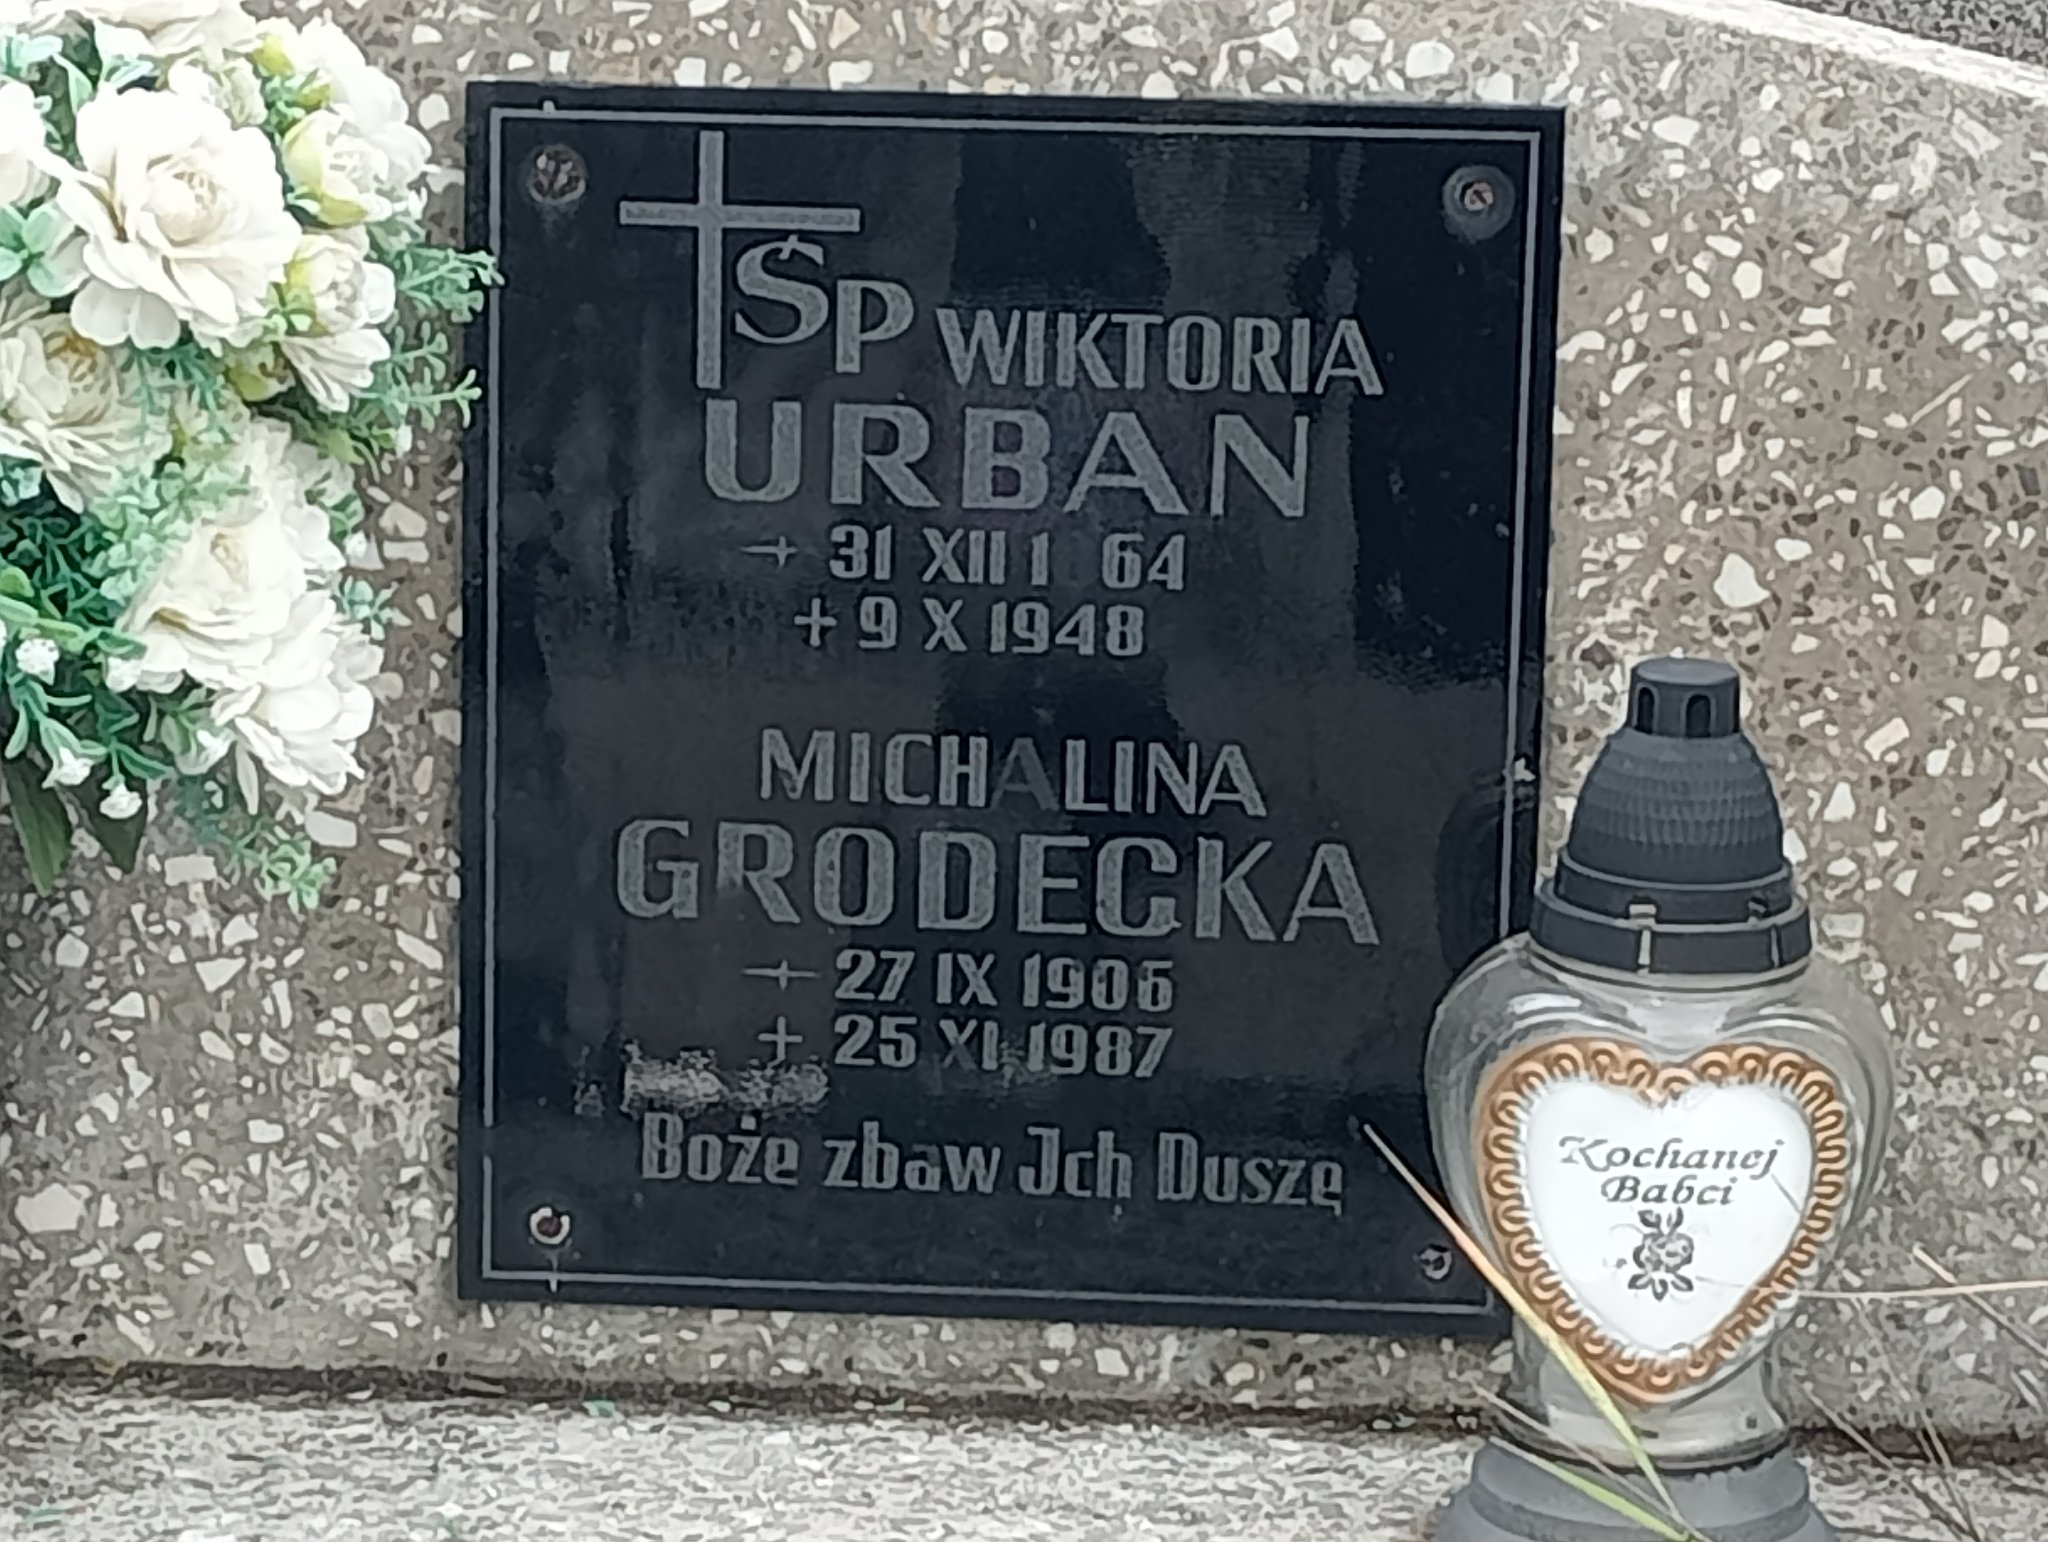 ŚP WIKTORIA
URBAN
31 XII 1 64
+ 9 X 1948
MICHALINA
GRODECKA
27 IX 1906
+ 25 XI 1987
Boże zbaw Jch Duszę
Kochanej
Babci